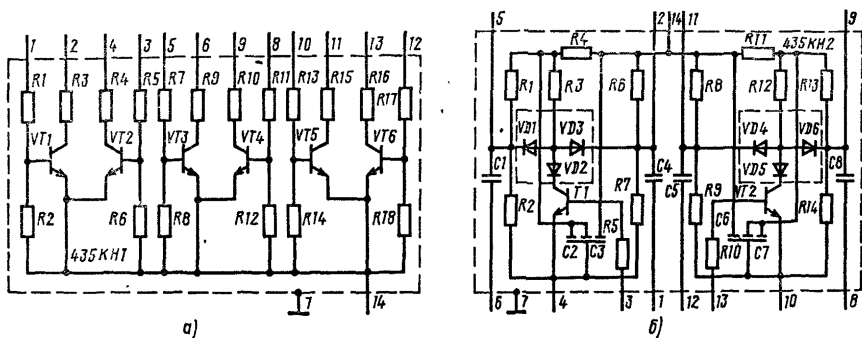 1 2 4 3 5 6 9 8 10 11 13 12
R1 R3 R4 R5 R7 R9 R10 R11 R13 R15 R16 R17
VT1 VT2 VT3 VT4 VT5 VT6
R2 R6 R8 R12 R14 R18
435КН1
7 14
а)
5 2 14 11 9
R4 R11 435КН2
R1 R3 R6 R8 R12 R13
VD1 VD3 VD4 VD6
C1 VD2 C4 C5 VD5 C8
R2 T1 R7 R9 VT2 R14
C2 C3 R5 C6 R10 C7
6 7 4 3 1 12 13 10 8
б)